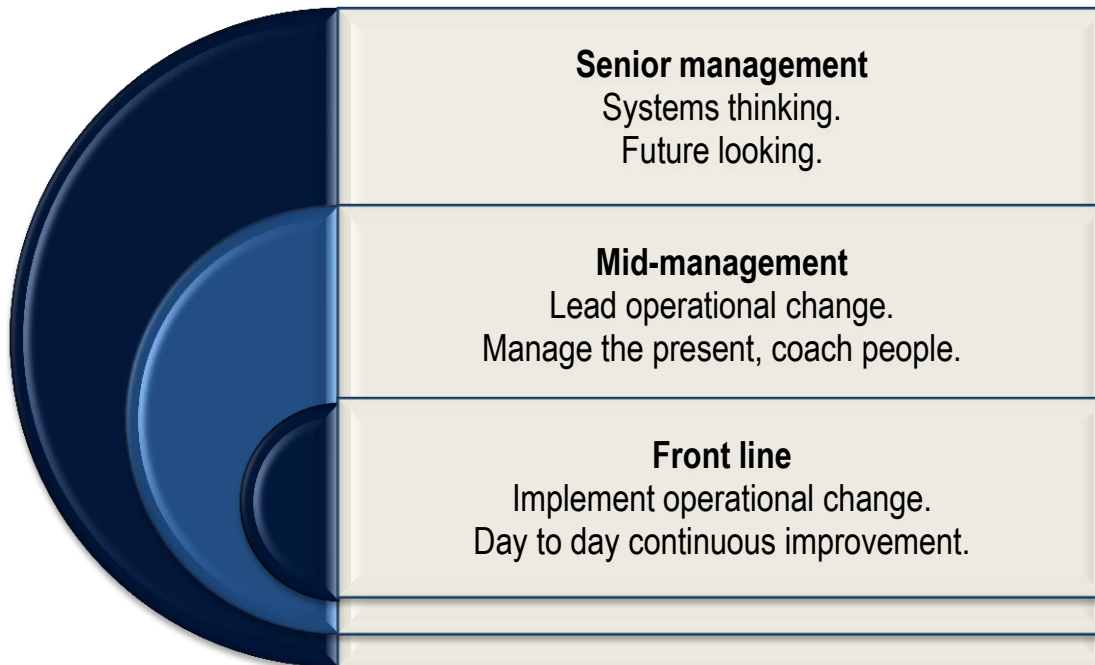 Senior management
Systems thinking.
Future looking.
Mid-management
Lead operational change.
Manage the present, coach people.
Front line
Implement operational change.
Day to day continuous improvement.